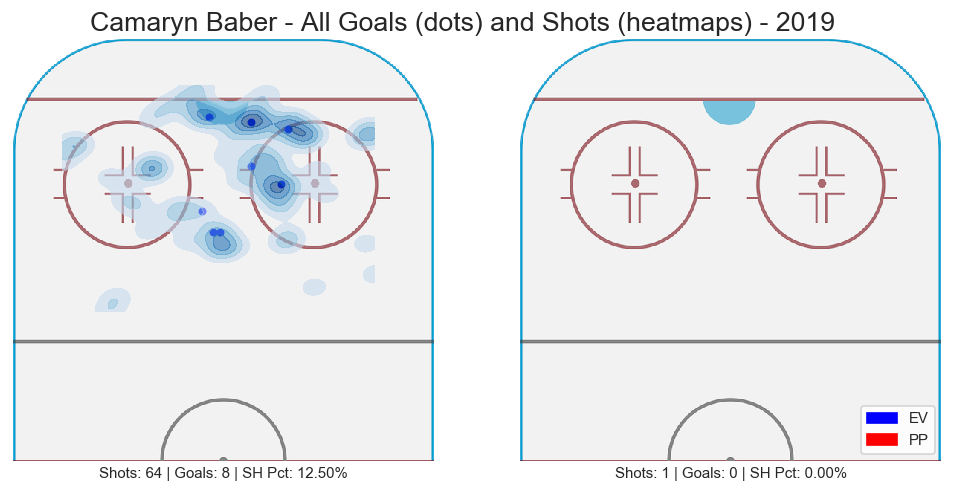 Camaryn Baber - All Goals (dots) and Shots (heatmaps) - 2019
EV
PP
Shots: 64 | Goals: 8 | SH Pct: 12.50%
Shots: 1 | Goals: 0 | SH Pct: 0.00%